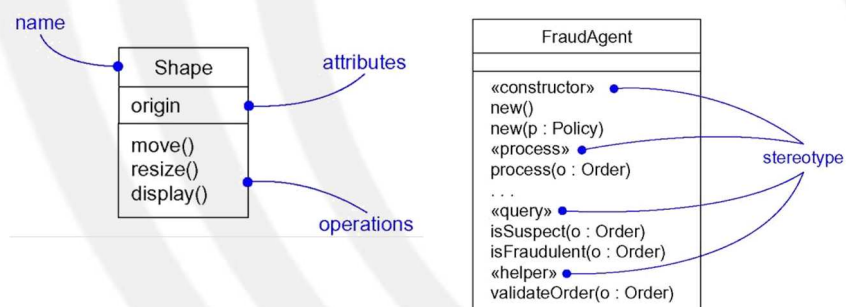 name
Shape
attributes
origin
move()
resize()
display()
operations
FraudAgent
«constructor»
new()
new(p : Policy)
«process»
process(o : Order)
. . .
«query»
isSuspect(o : Order)
isFraudulent(o : Order)
«helper»
validateOrder(o : Order)
stereotype